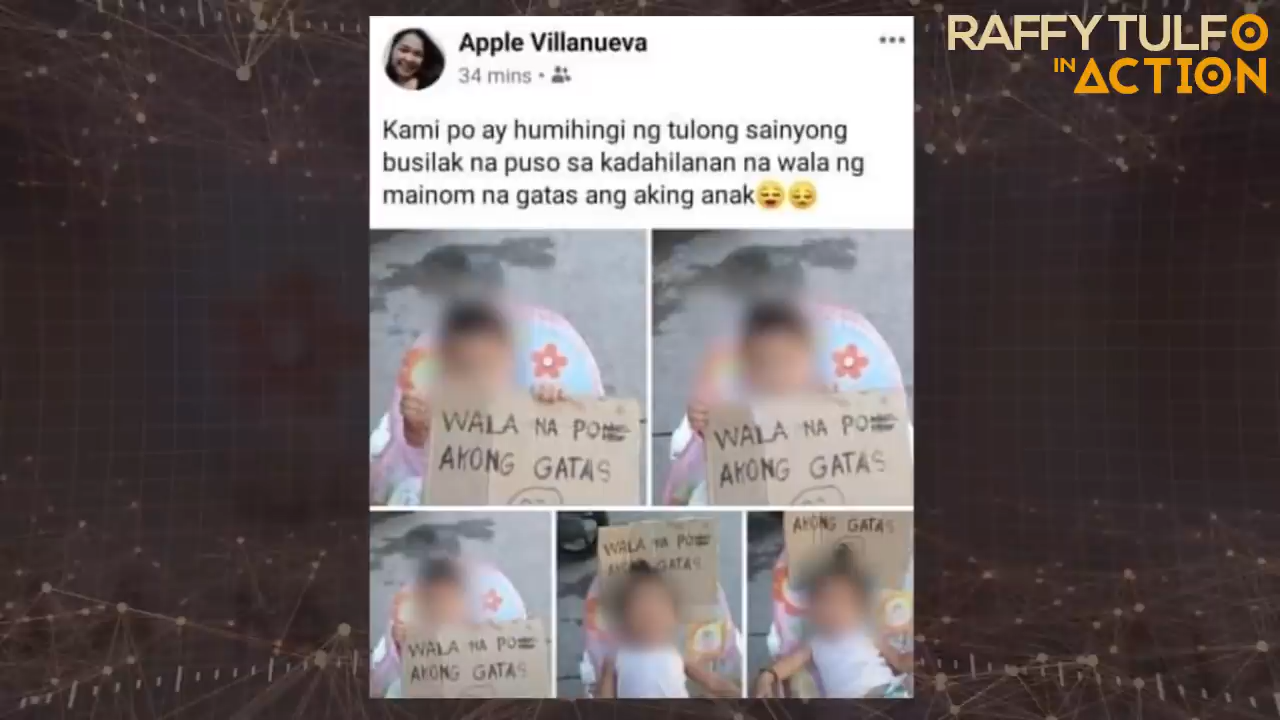 RAFFY TULFO
IN ACTION
Apple Villanueva
34 mins •
Kami po ay humihingi ng tulong sainyong
busilak na puso sa kadahilanan na wala ng
mainom na gatas ang aking anak😩😔
WALA NA PO
AKONG GATAS
WALA NA PO
AKONG GATAS
WALA NA PO
AKONG GATAS
WALA NA PO
AKONG GATAS
AKONG GATAS